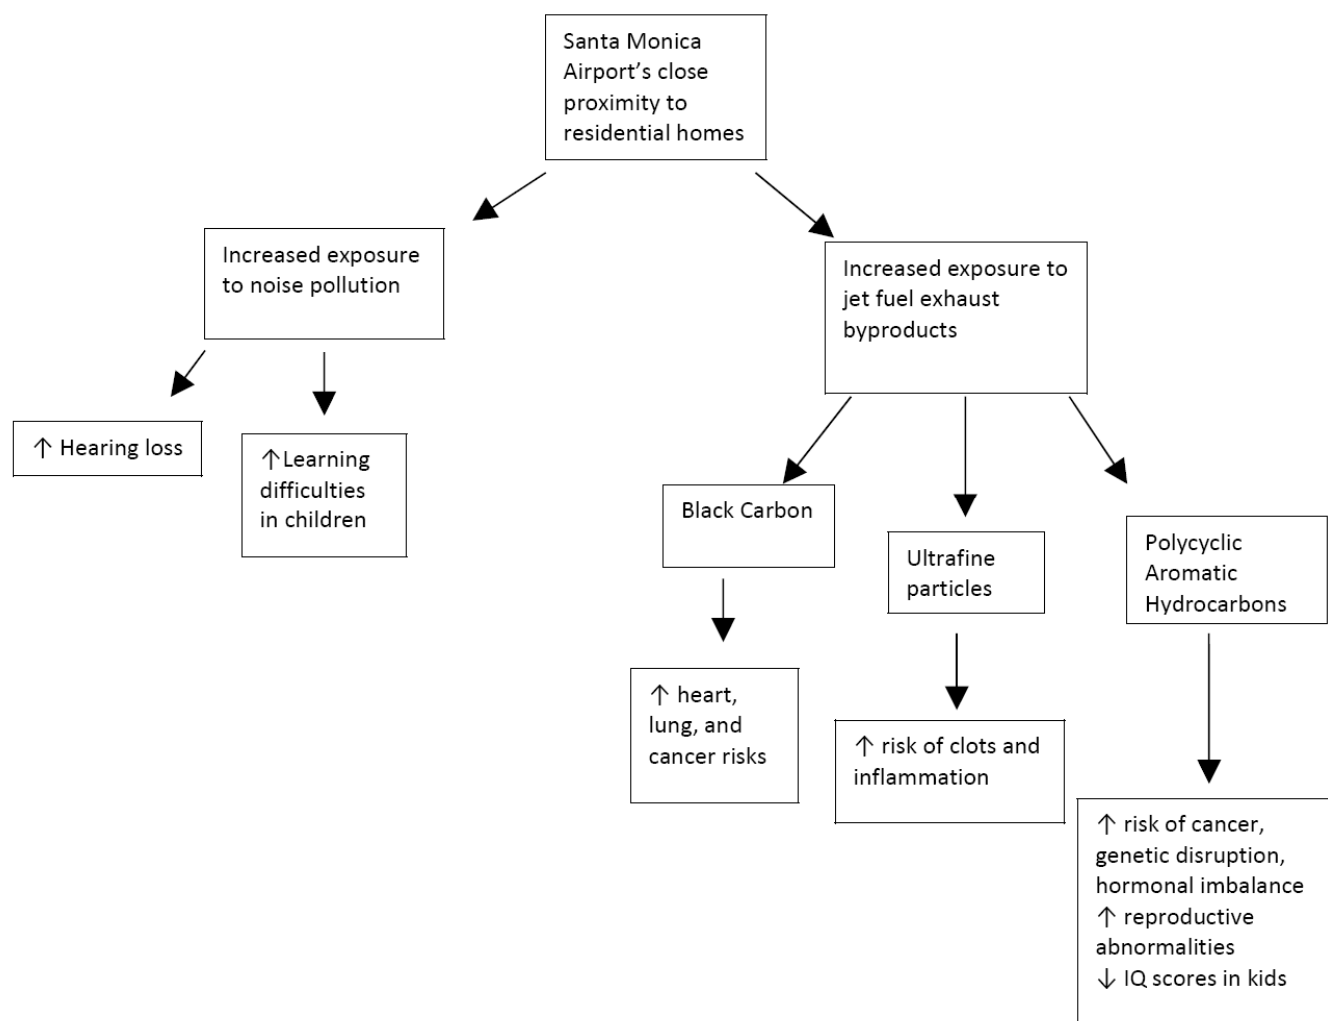 Santa Monica
Airport’s close
proximity to
residential homes
Increased exposure
to noise pollution
Increased exposure to
jet fuel exhaust
byproducts
↑ Hearing loss
↑Learning
difficulties
in children
Black Carbon
Ultrafine
particles
Polycyclic
Aromatic
Hydrocarbons
↑ heart,
lung, and
cancer risks
↑ risk of clots and
inflammation
↑ risk of cancer,
genetic disruption,
hormonal imbalance
↑ reproductive
abnormalities
↓ IQ scores in kids